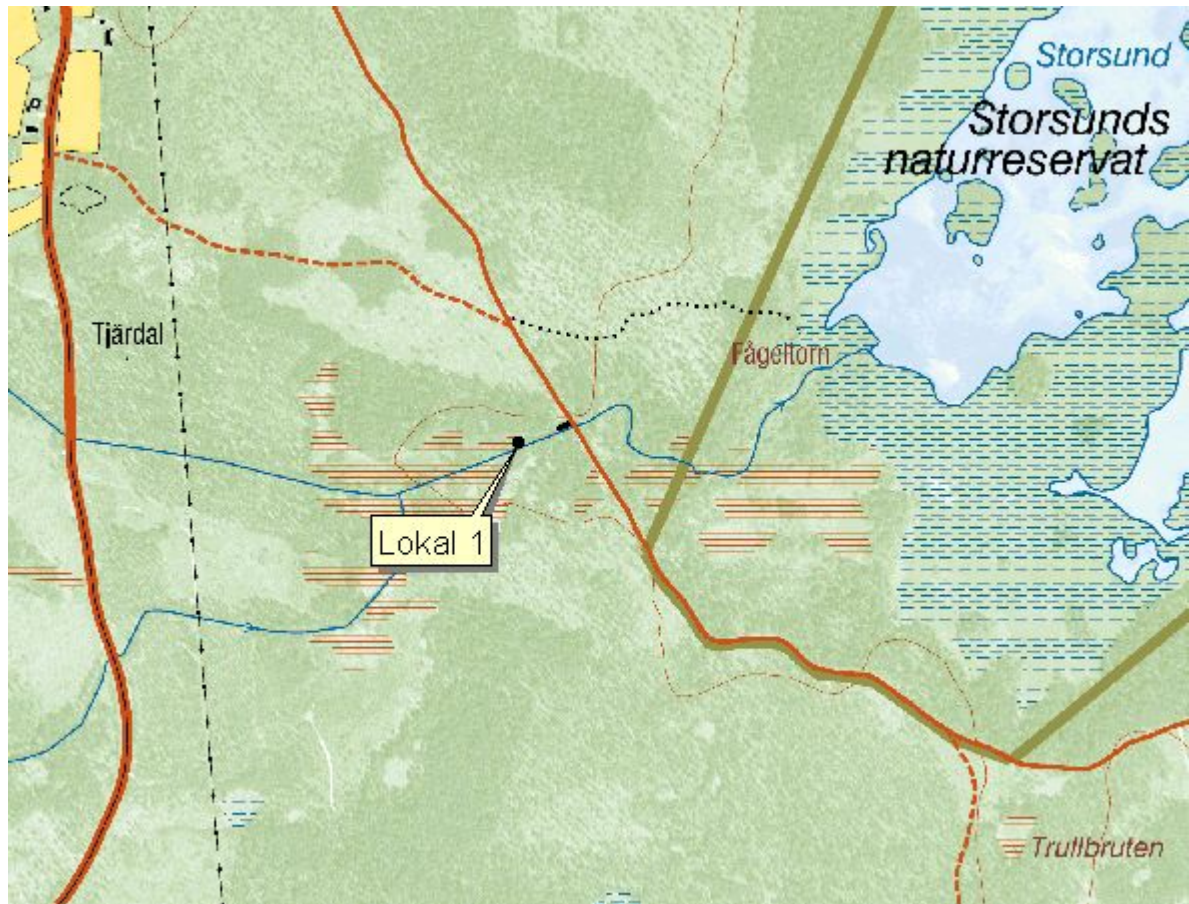 Storsund
Storsunds
naturreservat
Tjärdal
Fågeltorn
Lokal 1
Trullbruten